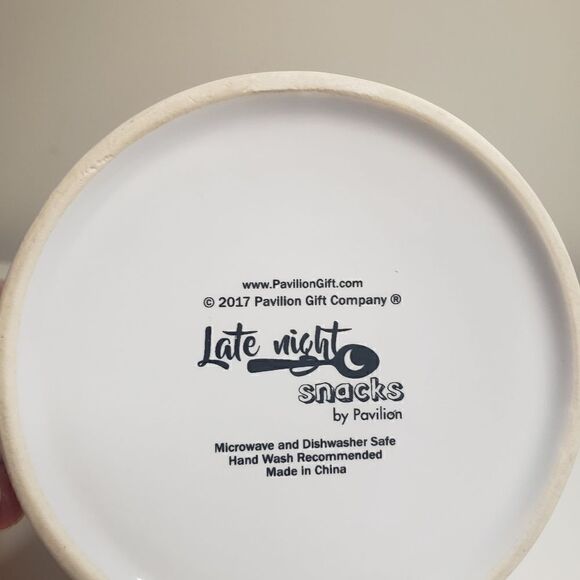 www.PavilionGift.com
© 2017 Pavilion Gift Company ®
Late night
snacks
by Pavilion
Microwave and Dishwasher Safe
Hand Wash Recommended
Made in China